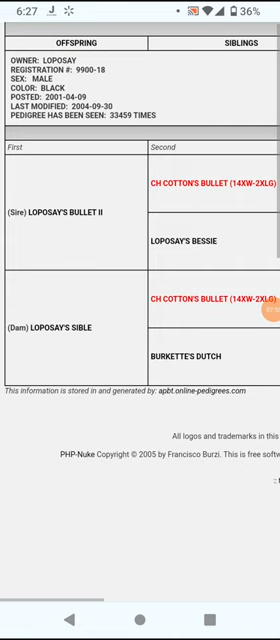 6:27
36%
OFFSPRING
SIBLINGS
OWNER: LOPOSAY
REGISTRATION #: 9900-18
SEX: MALE
COLOR: BLACK
POSTED: 2001-04-09
LAST MODIFIED: 2004-09-30
PEDIGREE HAS BEEN SEEN: 33459 TIMES
First
Second
CH COTTON'S BULLET (14XW-2XLG)
(Sire) LOPOSAY'S BULLET II
LOPOSAY'S BESSIE
CH COTTON'S BULLET (14XW-2XLG)
(Dam) LOPOSAY'S SIBLE
BURKETTE'S DUTCH
This information is stored in and generated by: apbt.online-pedigrees.com
All logos and trademarks in this
PHP-Nuke Copyright © 2005 by Francisco Burzi. This is free softw